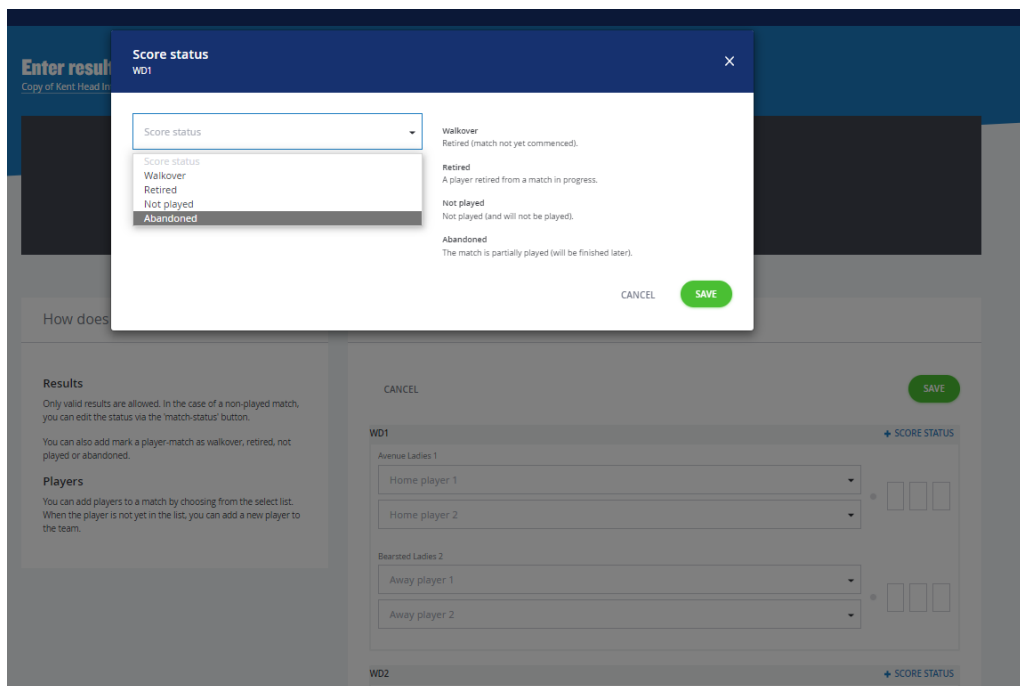 Enter resul
Copy of Kent Head In
Score status
WD1
Score status
Score status
Walkover
Retired
Not played
Abandoned
Walkover
Retired (match not yet commenced).
Retired
A player retired from a match in progress.
Not played
Not played (and will not be played).
Abandoned
The match is partially played (will be finished later).
CANCEL
SAVE
How does
Results
Only valid results are allowed. In the case of a non-played match,
you can edit the status via the 'match-status' button.
You can also add mark a player-match as walkover, retired, not
played or abandoned.
Players
You can add players to a match by choosing from the select list.
When the player is not yet in the list, you can add a new player to
the team.
CANCEL
SAVE
WD1
+ SCORE STATUS
Avenue Ladies 1
Home player 1
Home player 2
Bearsted Ladies 2
Away player 1
Away player 2
WD2
+ SCORE STATUS